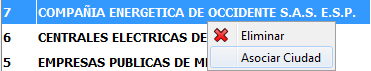 7 COMPAÑIA ENERGETICA DE OCCIDENTE S.A.S. E.S.P.
6 CENTRALES ELECTRICAS DE
Eliminar
5 EMPRESAS PUBLICAS DE
Asociar Ciudad